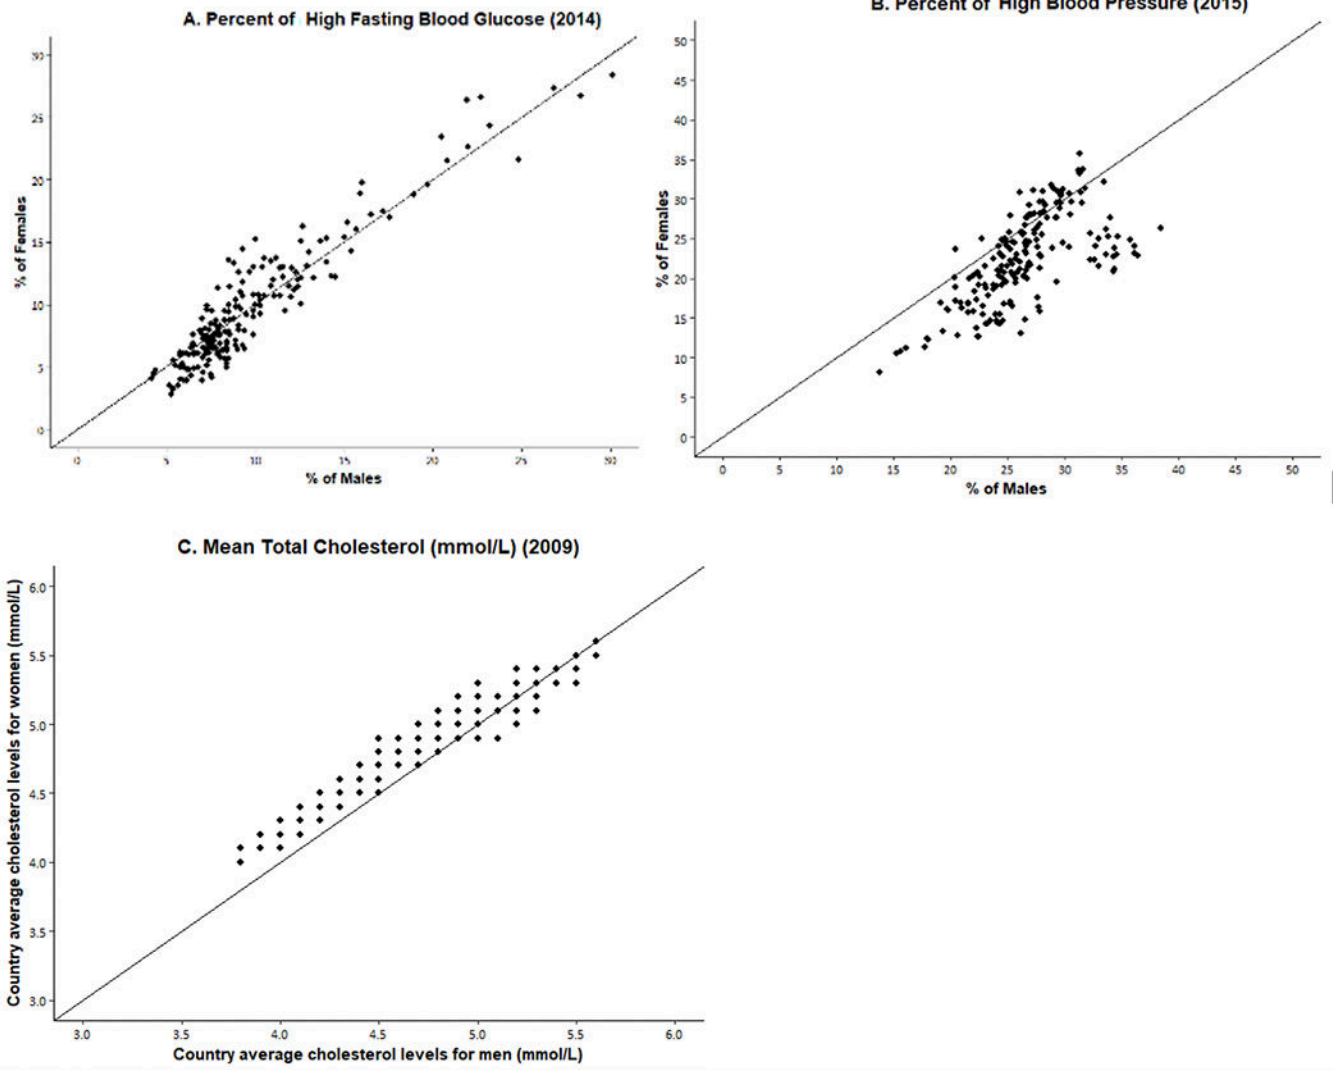 A. Percent of High Fasting Blood Glucose (2014)
30
25
20
15
10
5
0
% of Females
0 5 10 15 20 25 30
% of Males
B. Percent of High Blood Pressure (2015)
50
45
40
35
30
25
20
15
10
5
0
% of Females
0 5 10 15 20 25 30 35 40 45 50
% of Males
C. Mean Total Cholesterol (mmol/L) (2009)
6.0
5.5
5.0
4.5
4.0
3.5
3.0
Country average cholesterol levels for women (mmol/L)
3.0 3.5 4.0 4.5 5.0 5.5 6.0
Country average cholesterol levels for men (mmol/L)